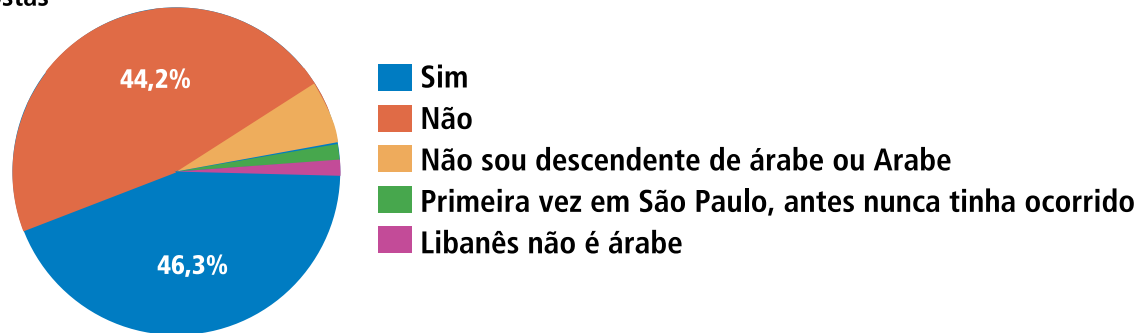 44,2%
46,3%
Sim
Não
Não sou descendente de árabe ou Arabe
Primeira vez em São Paulo, antes nunca tinha ocorrido
Libanês não é árabe